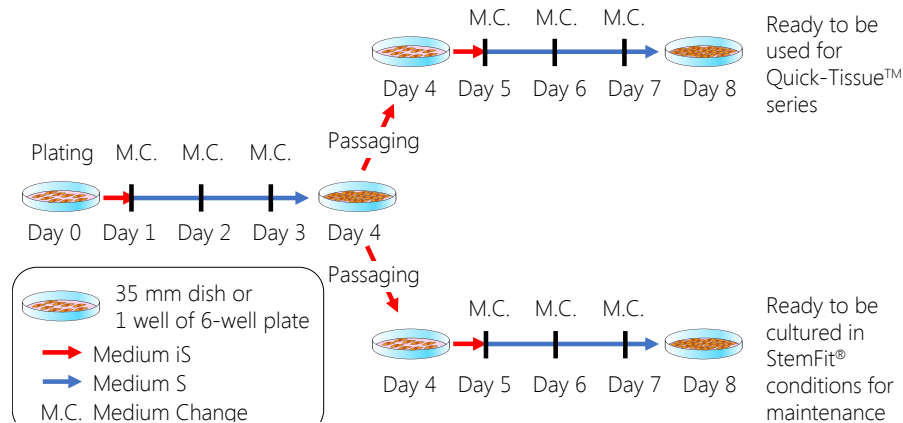 M.C. M.C. M.C.
Day 4 Day 5 Day 6 Day 7 Day 8
Ready to be
used for
Quick-Tissue™
series
Passaging
Plating M.C. M.C. M.C.
Day 0 Day 1 Day 2 Day 3 Day 4
Passaging
35 mm dish or
1 well of 6-well plate
Medium iS
Medium S
M.C. Medium Change
M.C. M.C. M.C.
Day 4 Day 5 Day 6 Day 7 Day 8
Ready to be
cultured in
StemFit®
conditions for
maintenance